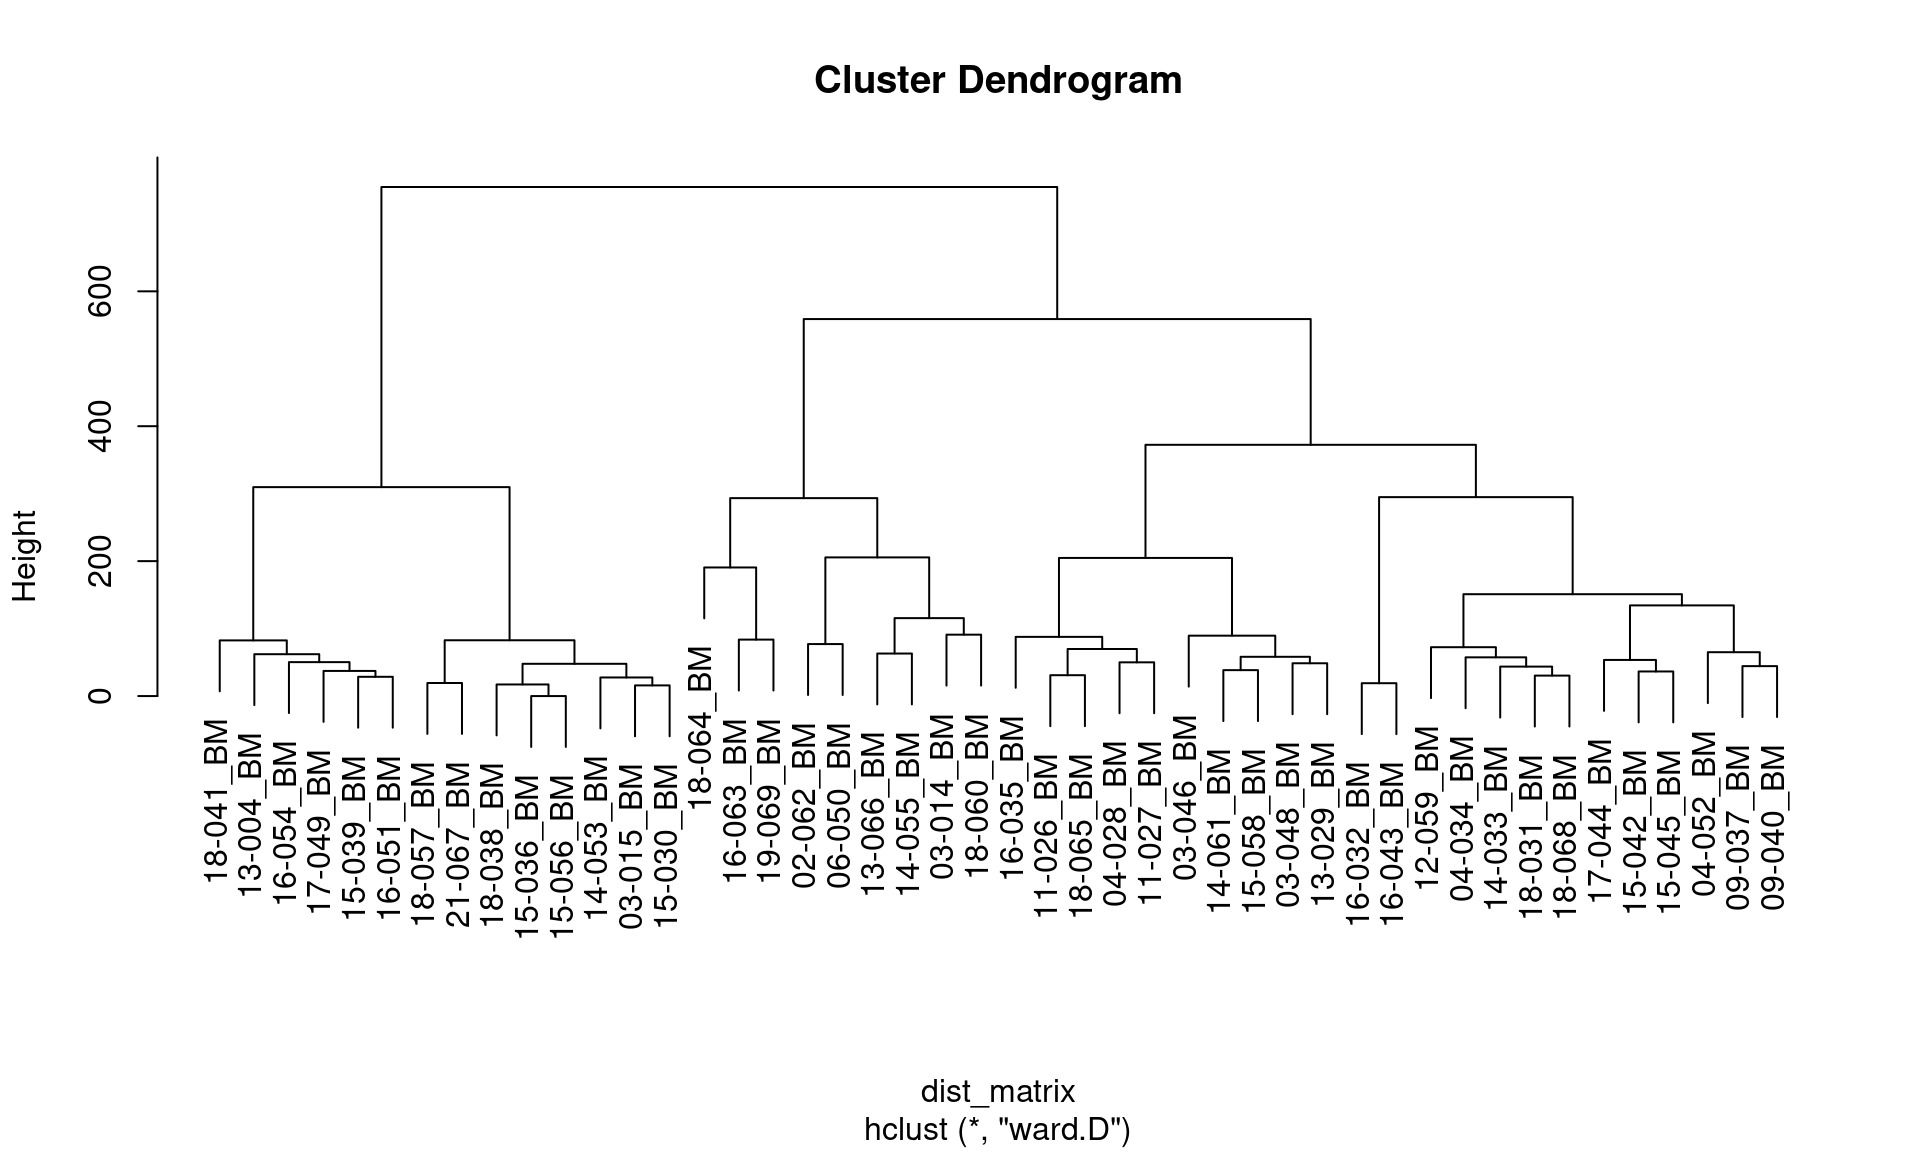 Cluster Dendrogram
Height
0
200
400
600
18-041_BM
13-004_BM
16-054_BM
17-049_BM
15-039_BM
16-051_BM
18-057_BM
21-067_BM
18-038_BM
15-036_BM
15-056_BM
14-053_BM
03-015_BM
15-030_BM
18-064_BM
16-063_BM
19-069_BM
02-062_BM
06-050_BM
13-066_BM
14-055_BM
03-014_BM
18-060_BM
16-035_BM
11-026_BM
18-065_BM
04-028_BM
11-027_BM
03-046_BM
14-061_BM
15-058_BM
03-048_BM
13-029_BM
16-032_BM
16-043_BM
12-059_BM
04-034_BM
14-033_BM
18-031_BM
18-068_BM
17-044_BM
15-042_BM
15-045_BM
04-052_BM
09-037_BM
09-040_BM
dist_matrix
hclust (*, "ward.D")